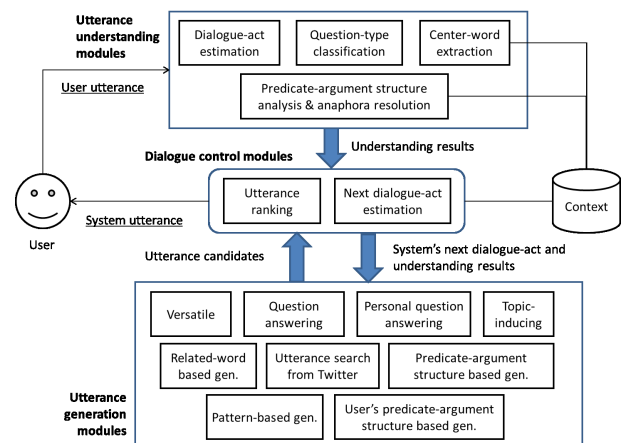 Utterance
understanding
modules
Dialogue-act
estimation
Question-type
classification
Center-word
extraction
User utterance
Predicate-argument structure
analysis & anaphora resolution
Understanding results
Dialogue control modules
Utterance
ranking
Next dialogue-act
estimation
Context
System utterance
User
Utterance candidates
System's next dialogue-act and
understanding results
Versatile
Question
answering
Personal question
answering
Topic-
inducing
Related-word
based gen.
Utterance search
from Twitter
Predicate-argument
structure based gen.
Utterance
generation
modules
Pattern-based gen.
User's predicate-argument
structure based gen.